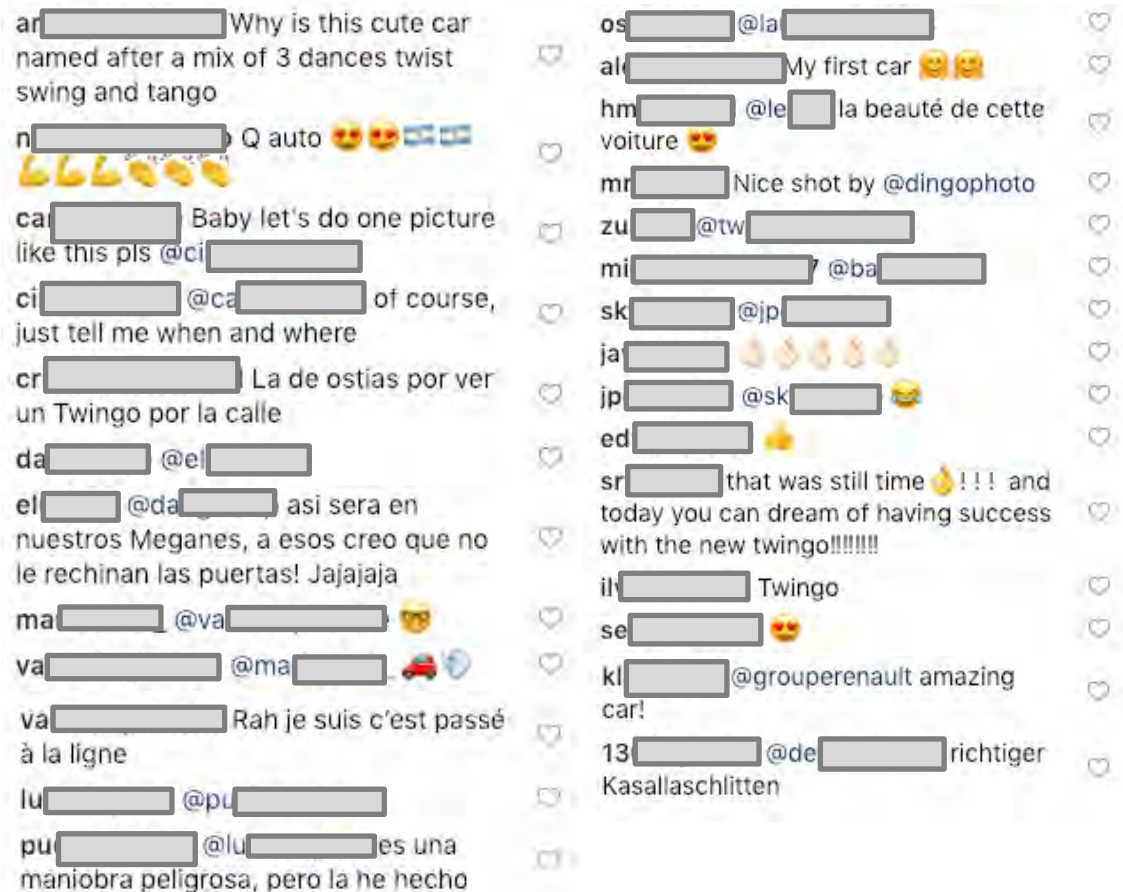 ar Why is this cute car
named after a mix of 3 dances twist
swing and tango
n Q auto 😍😍🇦🇷🇦🇷
💪💪💪👏👏👏
car Baby let's do one picture
like this pls @ci
ci @ca of course,
just tell me when and where
cr La de ostias por ver
un Twingo por la calle
da @el
el @da asi sera en
nuestros Meganes, a esos creo que no
le rechinan las puertas! Jajajaja
ma @va 🤓
va @ma 🚗💨
va Rah je suis c'est passé
à la ligne
lu @pu
pu @lu es una
maniobra peligrosa, pero la he hecho
os @la
ale My first car 🤗🤗
hm @le la beauté de cette
voiture 😍
mr Nice shot by @dingophoto
zu @tw
mi 7 @ba
sk @jp
ja 👌🏻👌🏻👌🏻👌🏻👌🏻
jp @sk 😂
ed 👍
sr that was still time 👌!!! and
today you can dream of having success
with the new twingo!!!!!!!!
il Twingo
se 😍
kl @grouperenault amazing
car!
13 @de richtiger
Kasallaschlitten